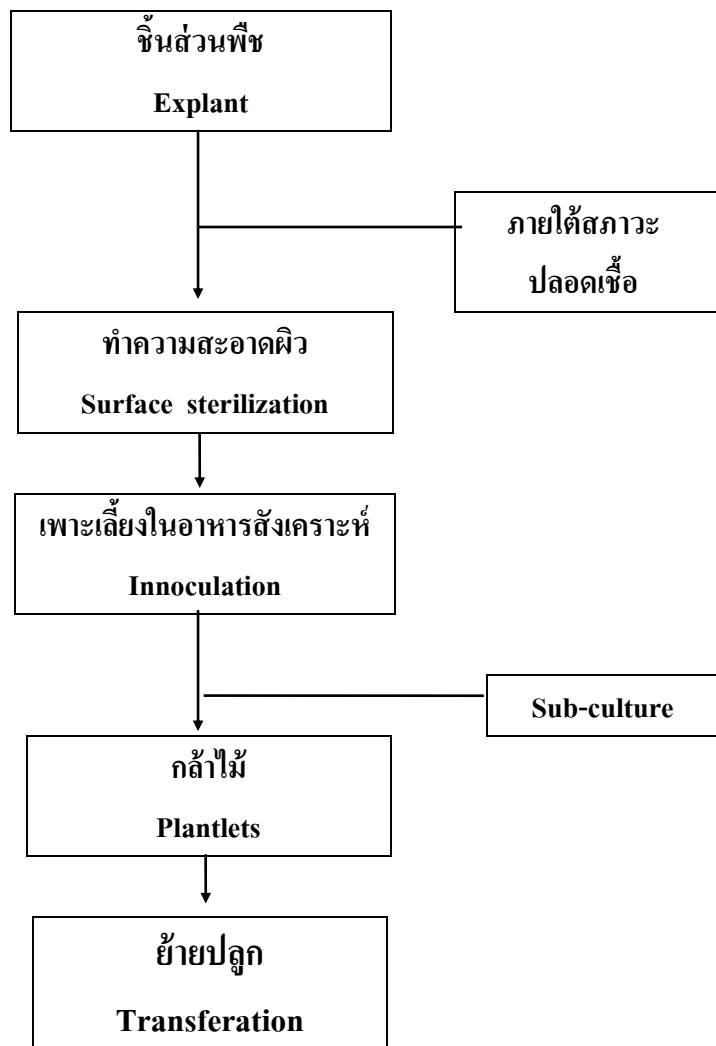 ชิ้นส่วนพืช
Explant
ภายใต้สภาวะ
ปลอดเชื้อ
ทำความสะอาดผิว
Surface sterilization
เพาะเลี้ยงในอาหารสังเคราะห์
Innoculation
Sub-culture
กล้าไม้
Plantlets
ย้ายปลูก
Transferation